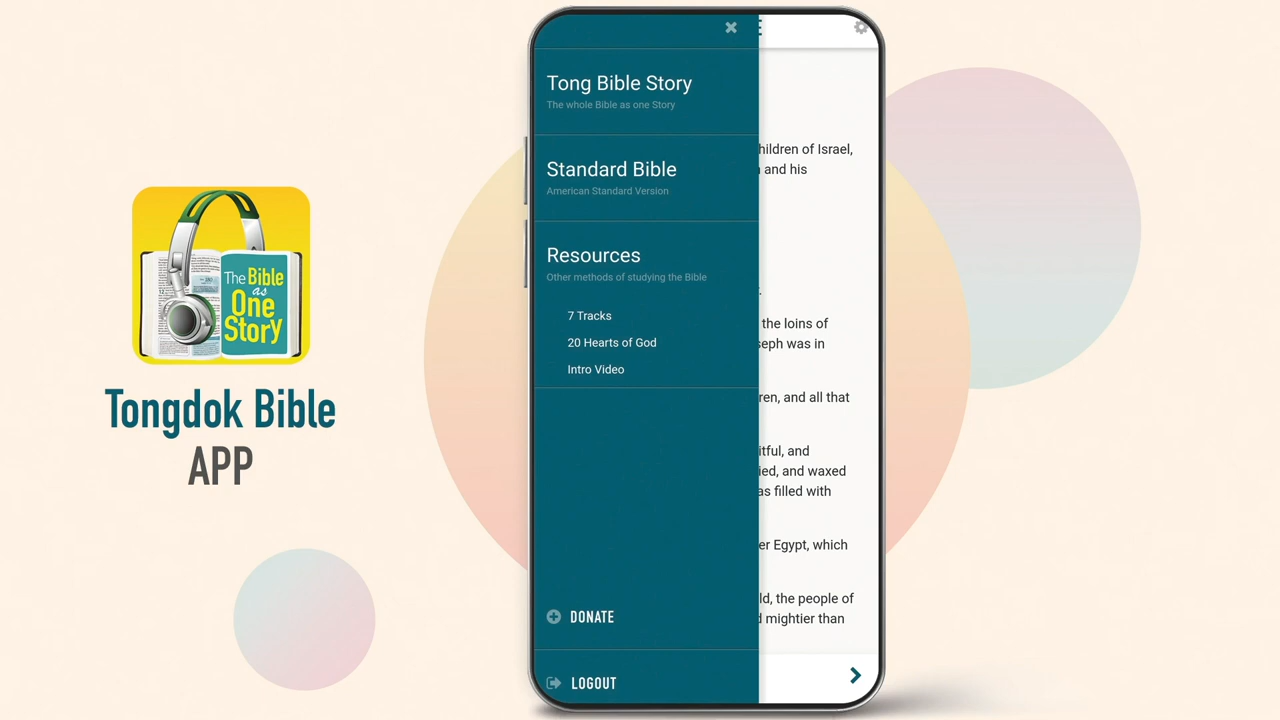 The Bible
as
One
Story
Tongdok Bible
APP
Tong Bible Story
The whole Bible as one Story
Standard Bible
American Standard Version
Resources
Other methods of studying the Bible
7 Tracks
20 Hearts of God
Intro Video
DONATE
LOGOUT
hildren of Israel,
and his
the loins of
seph was in
ren, and all that
itful, and
ied, and waxed
as filled with
er Egypt, which
ld, the people of
mightier than